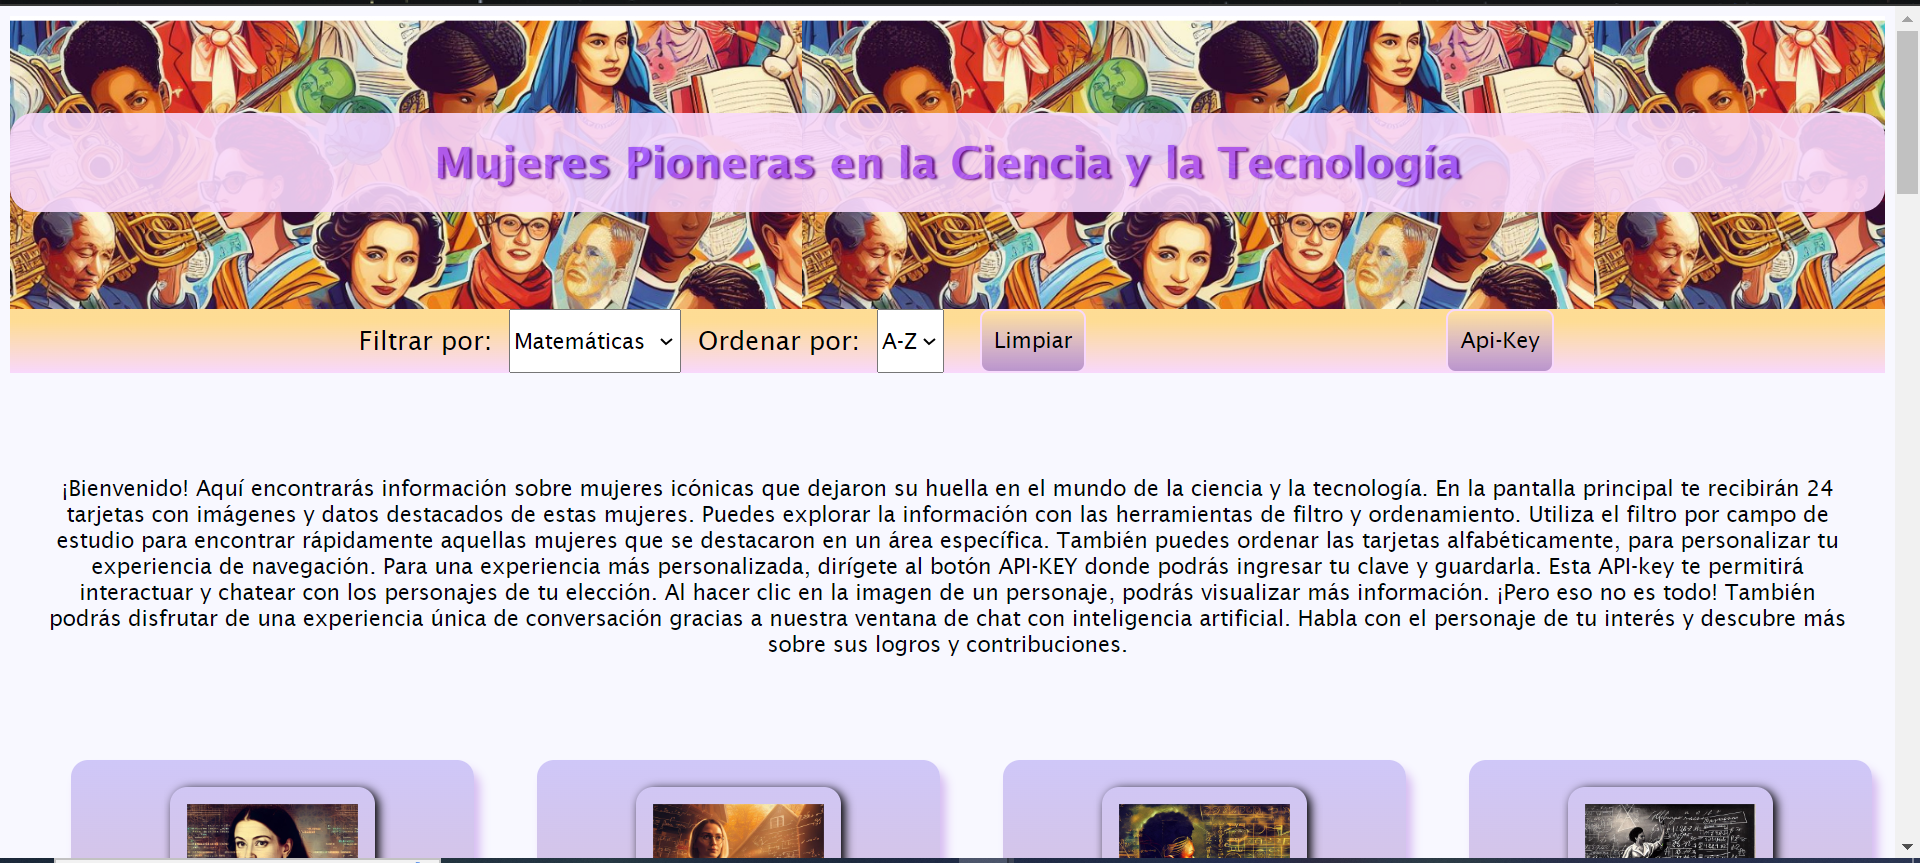 Mujeres Pioneras en la Ciencia y la Tecnología
Filtrar por: Matemáticas Ordenar por: A-Z Limpiar Api-Key
¡Bienvenido! Aquí encontrarás información sobre mujeres icónicas que dejaron su huella en el mundo de la ciencia y la tecnología. En la pantalla principal te recibirán 24
tarjetas con imágenes y datos destacados de estas mujeres. Puedes explorar la información con las herramientas de filtro y ordenamiento. Utiliza el filtro por campo de
estudio para encontrar rápidamente aquellas mujeres que se destacaron en un área específica. También puedes ordenar las tarjetas alfabéticamente, para personalizar tu
experiencia de navegación. Para una experiencia más personalizada, dirígete al botón API-KEY donde podrás ingresar tu clave y guardarla. Esta API-key te permitirá
interactuar y chatear con los personajes de tu elección. Al hacer clic en la imagen de un personaje, podrás visualizar más información. ¡Pero eso no es todo! También
podrás disfrutar de una experiencia única de conversación gracias a nuestra ventana de chat con inteligencia artificial. Habla con el personaje de tu interés y descubre más
sobre sus logros y contribuciones.